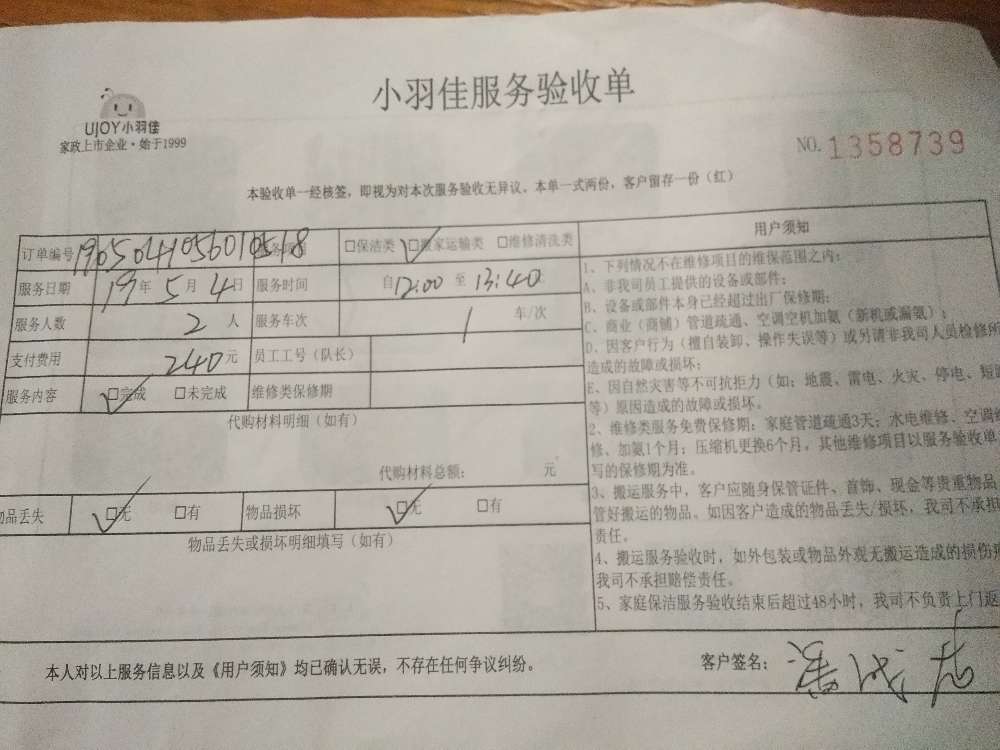 小羽佳服务验收单
UJOY小羽佳
家政上市企业·始于1999
NO. 1358739
本验收单一经核签，即视为对本次服务验收无异议、本单一式两份，客户留存一份（红）
订单编号 □保洁类 □搬家运输类 □维修清洗类
服务日期 19年5月4日 服务时间 自12:00至13:40
服务人数 2人 服务车次 1 车/次
支付费用 240元 员工工号（队长）
服务内容 □完成 □未完成 维修类保修期
代购材料明细（如有）
代购材料总额： 元
物品丢失 □无 □有 物品损坏 □无 □有
物品丢失或损坏明细填写（如有）
用户须知
1、下列情况不在维修项目的维保范围之内：
A、非我司员工提供的设备或部件；
B、设备或部件本身已经超过出厂保修期；
C、商业（商铺）管道疏通、空调空机加氨（新机或漏氨）；
D、因客户行为（擅自装卸、操作失误等）或另请非我司人员检修所
造成的故障或损坏；
E、因自然灾害等不可抗拒力（如：地震、雷电、火灾、停电、短
等）原因造成的故障或损坏。
2、维修类服务免费保修期：家庭管道疏通3天；水电维修、空调
修、加氨1个月；压缩机更换6个月，其他维修项目以服务验收单
写的保修期为准。
3、搬运服务中，客户应随身保管证件、首饰、现金等贵重物品
管好搬运的物品。如因客户造成的物品丢失/损坏，我司不承担
责任。
4、搬运服务验收时，如外包装或物品外观无搬运造成的损伤
我司不承担赔偿责任。
5、家庭保洁服务验收结束后超过48小时，我司不负责上门返
本人对以上服务信息以及《用户须知》均已确认无误，不存在任何争议纠纷。
客户签名：